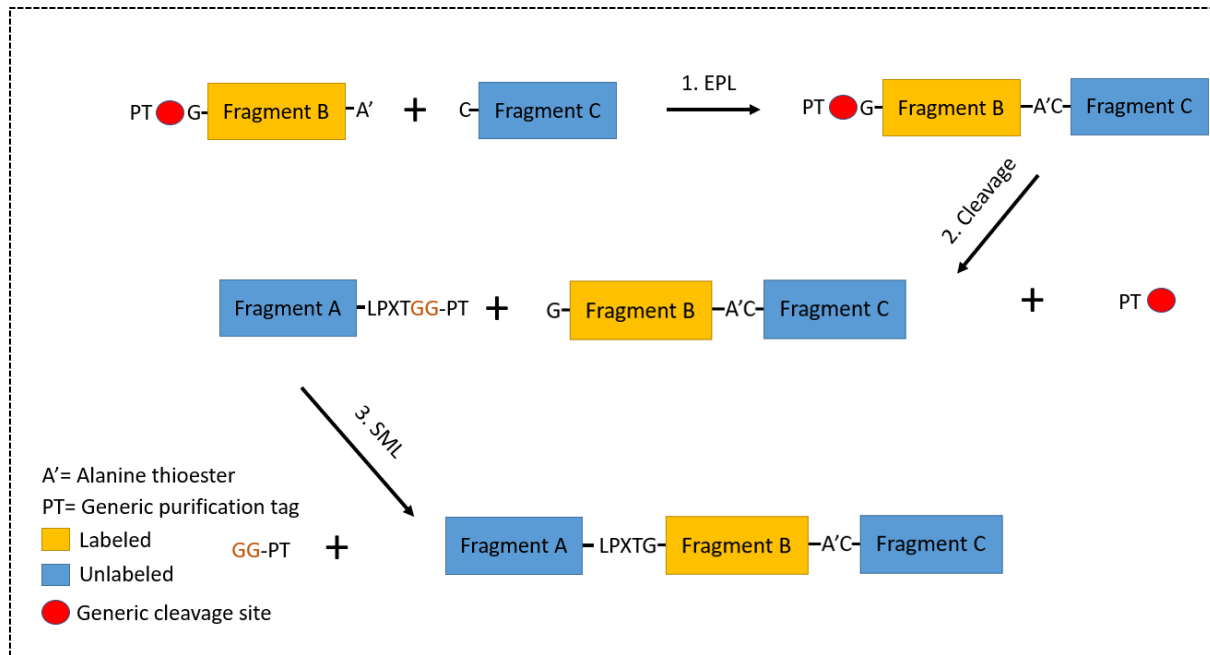 PT G Fragment B A' + C Fragment C 1. EPL PT G Fragment B A'C Fragment C
2. Cleavage
Fragment A LPXTGG-PT + G Fragment B A'C Fragment C + PT
3. SML
A'= Alanine thioester
PT= Generic purification tag
Labeled
Unlabeled
Generic cleavage site
GG-PT + Fragment A LPXTG Fragment B A'C Fragment C